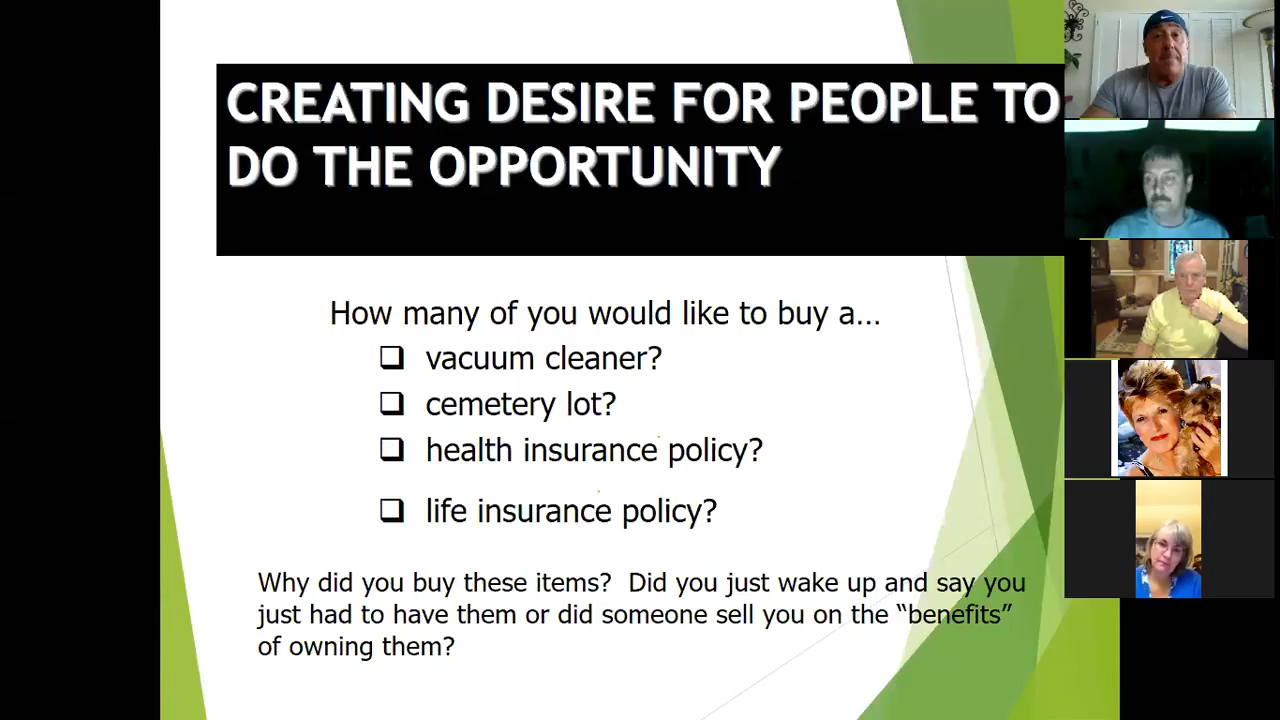 CREATING DESIRE FOR PEOPLE TO
DO THE OPPORTUNITY
How many of you would like to buy a…
❑ vacuum cleaner?
❑ cemetery lot?
❑ health insurance policy?
❑ life insurance policy?
Why did you buy these items? Did you just wake up and say you
just had to have them or did someone sell you on the “benefits”
of owning them?